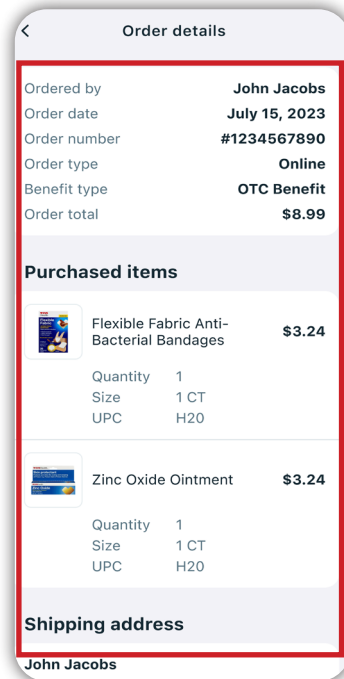 Order details
Ordered by John Jacobs
Order date July 15, 2023
Order number #1234567890
Order type Online
Benefit type OTC Benefit
Order total $8.99
Purchased items
Flexible Fabric Anti-
Bacterial Bandages
$3.24
Quantity 1
Size 1 CT
UPC H20
Zinc Oxide Ointment $3.24
Quantity 1
Size 1 CT
UPC H20
Shipping address
John Jacobs